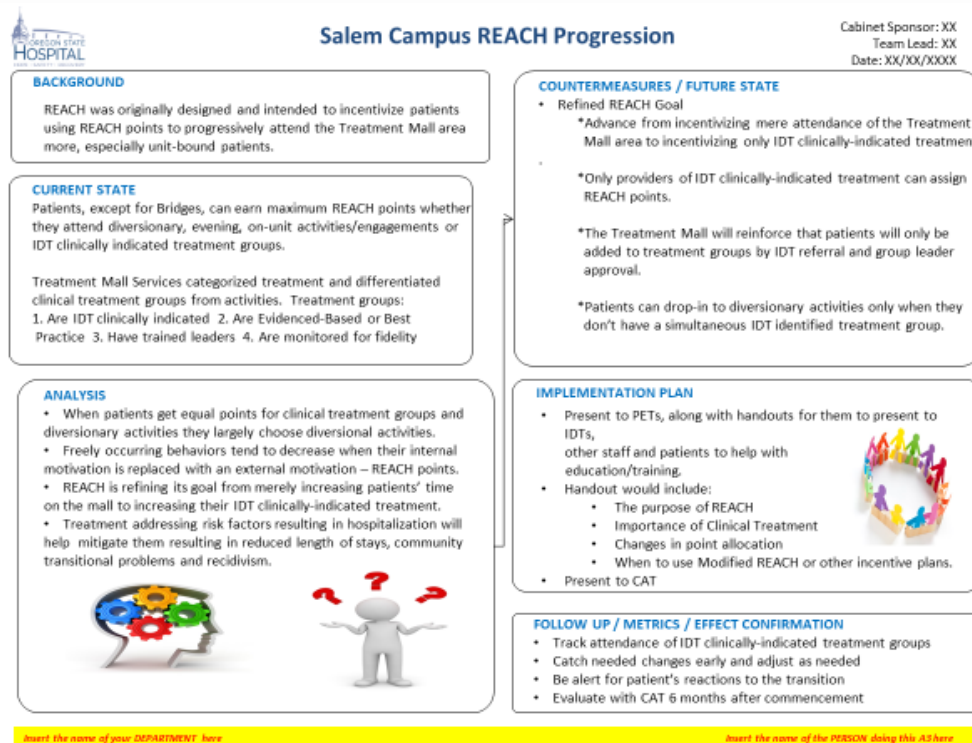 OREGON STATE
HOSPITAL
Salem Campus REACH Progression
Cabinet Sponsor: XX
Team Lead: XX
Date: XX/XX/XXXX
BACKGROUND
REACH was originally designed and intended to incentivize patients
using REACH points to progressively attend the Treatment Mall area
more, especially unit-bound patients.
CURRENT STATE
Patients, except for Bridges, can earn maximum REACH points whether
they attend diversionary, evening, on-unit activities/engagements or
IDT clinically indicated treatment groups.
Treatment Mall Services categorized treatment and differentiated
clinical treatment groups from activities. Treatment groups:
1. Are IDT clinically indicated 2. Are Evidenced-Based or Best
Practice 3. Have trained leaders 4. Are monitored for fidelity
ANALYSIS
• When patients get equal points for clinical treatment groups and
diversionary activities they largely choose diversional activities.
• Freely occurring behaviors tend to decrease when their internal
motivation is replaced with an external motivation – REACH points.
• REACH is refining its goal from merely increasing patients' time
on the mall to increasing their IDT clinically-indicated treatment.
• Treatment addressing risk factors resulting in hospitalization will
help mitigate them resulting in reduced length of stays, community
transitional problems and recidivism.
? ? ?
COUNTERMEASURES / FUTURE STATE
• Refined REACH Goal
*Advance from incentivizing mere attendance of the Treatment
Mall area to incentivizing only IDT clinically-indicated treatmen
.
*Only providers of IDT clinically-indicated treatment can assign
REACH points.
*The Treatment Mall will reinforce that patients will only be
added to treatment groups by IDT referral and group leader
approval.
*Patients can drop-in to diversionary activities only when they
don't have a simultaneous IDT identified treatment group.
IMPLEMENTATION PLAN
• Present to PETs, along with handouts for them to present to
IDTs,
other staff and patients to help with
education/training.
• Handout would include:
• The purpose of REACH
• Importance of Clinical Treatment
• Changes in point allocation
• When to use Modified REACH or other incentive plans.
• Present to CAT
FOLLOW UP / METRICS / EFFECT CONFIRMATION
• Track attendance of IDT clinically-indicated treatment groups
• Catch needed changes early and adjust as needed
• Be alert for patient's reactions to the transition
• Evaluate with CAT 6 months after commencement
Insert the name of your DEPARTMENT here
Insert the name of the PERSON doing this A3 here